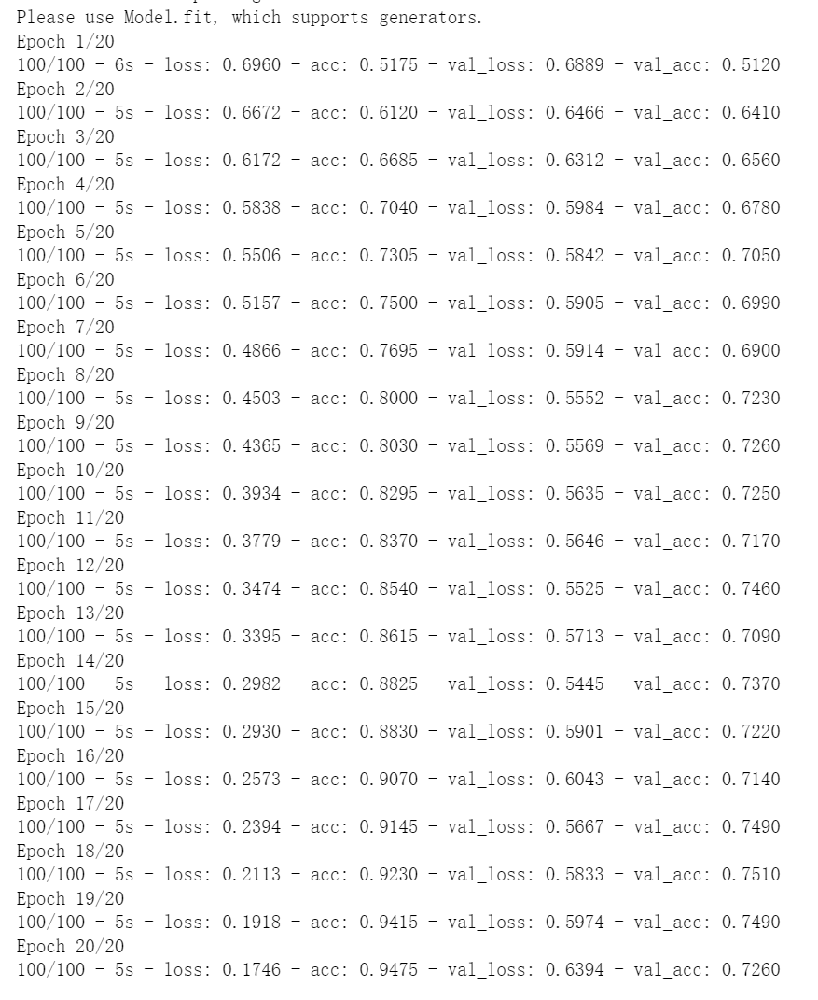 Please use Model.fit, which supports generators.
Epoch 1/20
100/100 - 6s - loss: 0.6960 - acc: 0.5175 - val_loss: 0.6889 - val_acc: 0.5120
Epoch 2/20
100/100 - 5s - loss: 0.6672 - acc: 0.6120 - val_loss: 0.6466 - val_acc: 0.6410
Epoch 3/20
100/100 - 5s - loss: 0.6172 - acc: 0.6685 - val_loss: 0.6312 - val_acc: 0.6560
Epoch 4/20
100/100 - 5s - loss: 0.5838 - acc: 0.7040 - val_loss: 0.5984 - val_acc: 0.6780
Epoch 5/20
100/100 - 5s - loss: 0.5506 - acc: 0.7305 - val_loss: 0.5842 - val_acc: 0.7050
Epoch 6/20
100/100 - 5s - loss: 0.5157 - acc: 0.7500 - val_loss: 0.5905 - val_acc: 0.6990
Epoch 7/20
100/100 - 5s - loss: 0.4866 - acc: 0.7695 - val_loss: 0.5914 - val_acc: 0.6900
Epoch 8/20
100/100 - 5s - loss: 0.4503 - acc: 0.8000 - val_loss: 0.5552 - val_acc: 0.7230
Epoch 9/20
100/100 - 5s - loss: 0.4365 - acc: 0.8030 - val_loss: 0.5569 - val_acc: 0.7260
Epoch 10/20
100/100 - 5s - loss: 0.3934 - acc: 0.8295 - val_loss: 0.5635 - val_acc: 0.7250
Epoch 11/20
100/100 - 5s - loss: 0.3779 - acc: 0.8370 - val_loss: 0.5646 - val_acc: 0.7170
Epoch 12/20
100/100 - 5s - loss: 0.3474 - acc: 0.8540 - val_loss: 0.5525 - val_acc: 0.7460
Epoch 13/20
100/100 - 5s - loss: 0.3395 - acc: 0.8615 - val_loss: 0.5713 - val_acc: 0.7090
Epoch 14/20
100/100 - 5s - loss: 0.2982 - acc: 0.8825 - val_loss: 0.5445 - val_acc: 0.7370
Epoch 15/20
100/100 - 5s - loss: 0.2930 - acc: 0.8830 - val_loss: 0.5901 - val_acc: 0.7220
Epoch 16/20
100/100 - 5s - loss: 0.2573 - acc: 0.9070 - val_loss: 0.6043 - val_acc: 0.7140
Epoch 17/20
100/100 - 5s - loss: 0.2394 - acc: 0.9145 - val_loss: 0.5667 - val_acc: 0.7490
Epoch 18/20
100/100 - 5s - loss: 0.2113 - acc: 0.9230 - val_loss: 0.5833 - val_acc: 0.7510
Epoch 19/20
100/100 - 5s - loss: 0.1918 - acc: 0.9415 - val_loss: 0.5974 - val_acc: 0.7490
Epoch 20/20
100/100 - 5s - loss: 0.1746 - acc: 0.9475 - val_loss: 0.6394 - val_acc: 0.7260